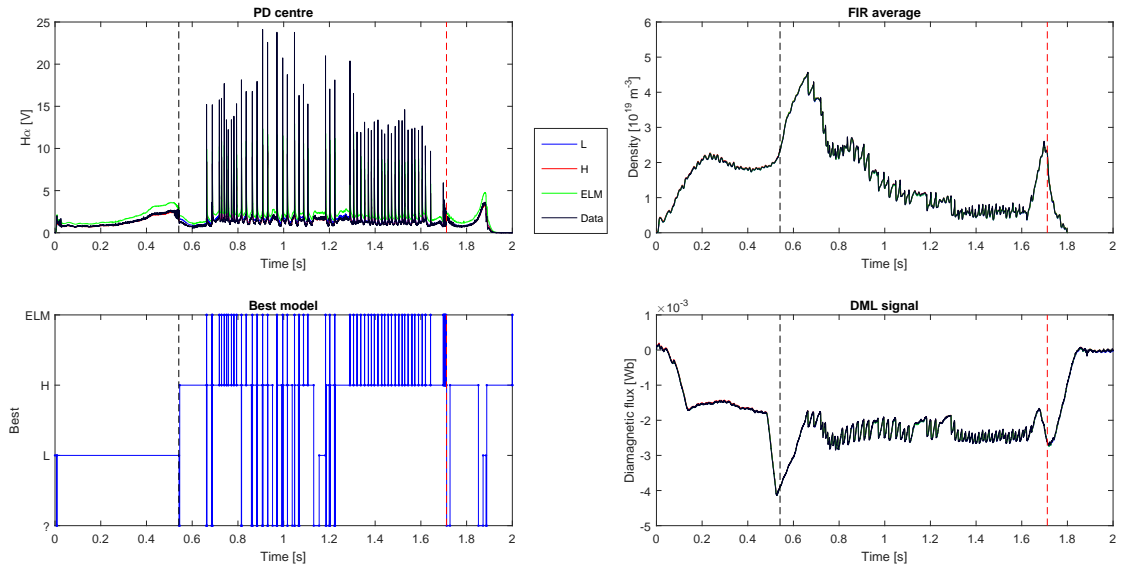 PD centre
25
20
15
10
5
0
Hα [V]
0 0.2 0.4 0.6 0.8 1 1.2 1.4 1.6 1.8 2
Time [s]
L
H
ELM
Data
FIR average
6
5
4
3
2
1
0
Density [10^19 m^-3]
0 0.2 0.4 0.6 0.8 1 1.2 1.4 1.6 1.8 2
Time [s]
Best model
ELM
H
L
?
Best
0 0.2 0.4 0.6 0.8 1 1.2 1.4 1.6 1.8 2
Time [s]
DML signal
×10^-3
1
0
-1
-2
-3
-4
-5
Diamagnetic flux [Wb]
0 0.2 0.4 0.6 0.8 1 1.2 1.4 1.6 1.8 2
Time [s]